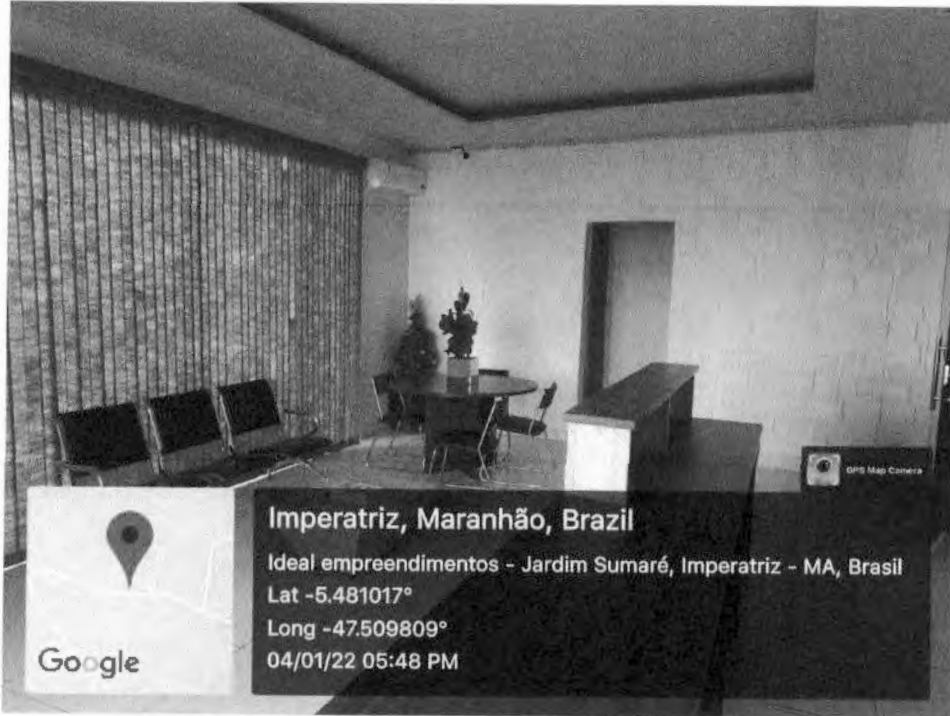 GPS Map Camera
Imperatriz, Maranhão, Brazil
Ideal empreendimentos - Jardim Sumaré, Imperatriz - MA, Brasil
Lat -5.481017°
Long -47.509809°
04/01/22 05:48 PM
Google